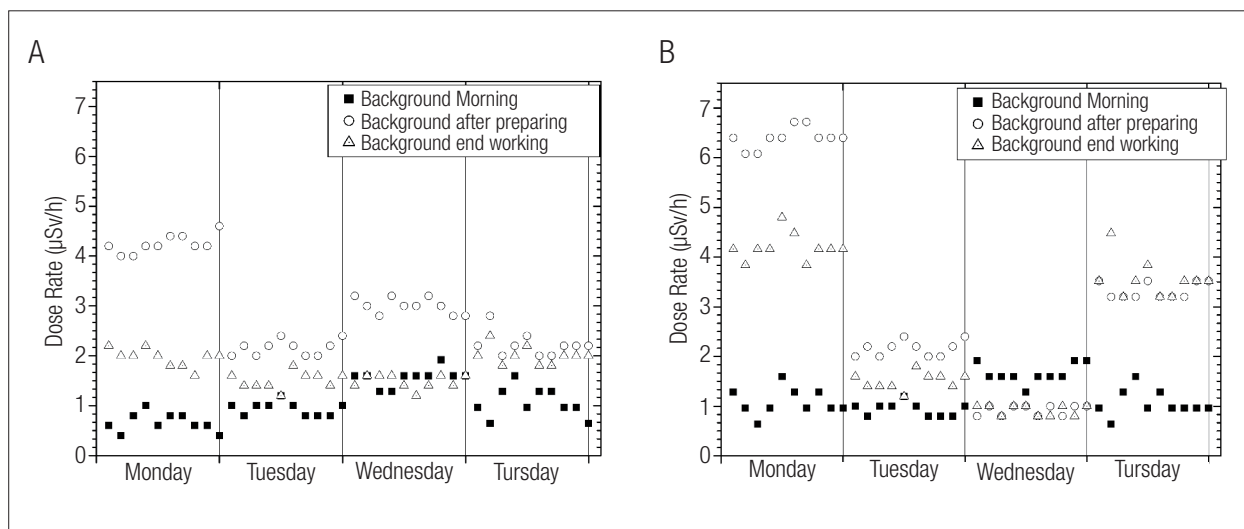 A
Dose Rate (µSv/h)
7
6
5
4
3
2
1
0
Background Morning
Background after preparing
Background end working
Monday
Tuesday
Wednesday
Tursday
B
Dose Rate (µSv/h)
7
6
5
4
3
2
1
0
Background Morning
Background after preparing
Background end working
Monday
Tuesday
Wednesday
Tursday